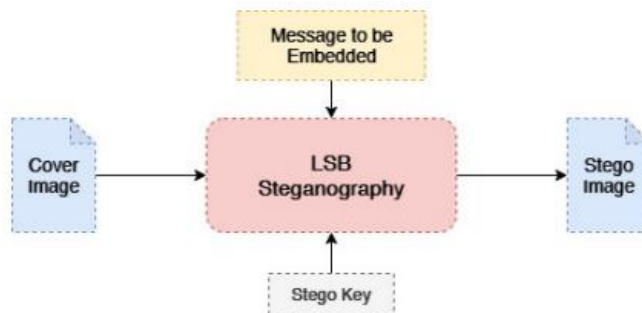 Message to be
Embedded
Cover
Image
LSB
Steganography
Stego
Image
Stego Key